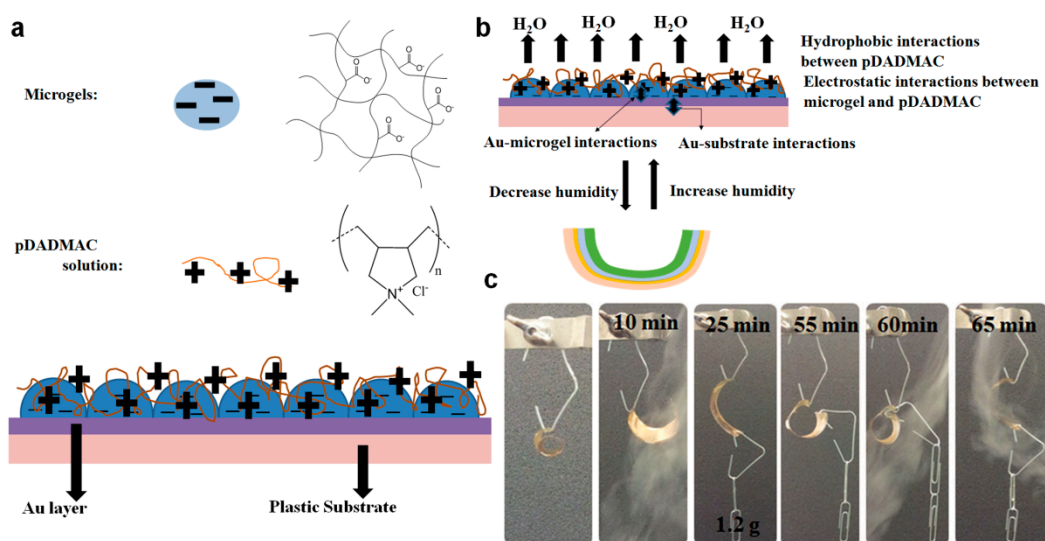 a
Microgels:
O
O⁻
O
O⁻
O
O⁻
pDADMAC
solution:
n
N⁺
Cl⁻
Au layer
Plastic Substrate
b
H₂O
H₂O
H₂O
H₂O
Hydrophobic interactions
between pDADMAC
Electrostatic interactions between
microgel and pDADMAC
Au-microgel interactions
Au-substrate interactions
Decrease humidity
Increase humidity
c
10 min
25 min
55 min
60min
65 min
1.2 g